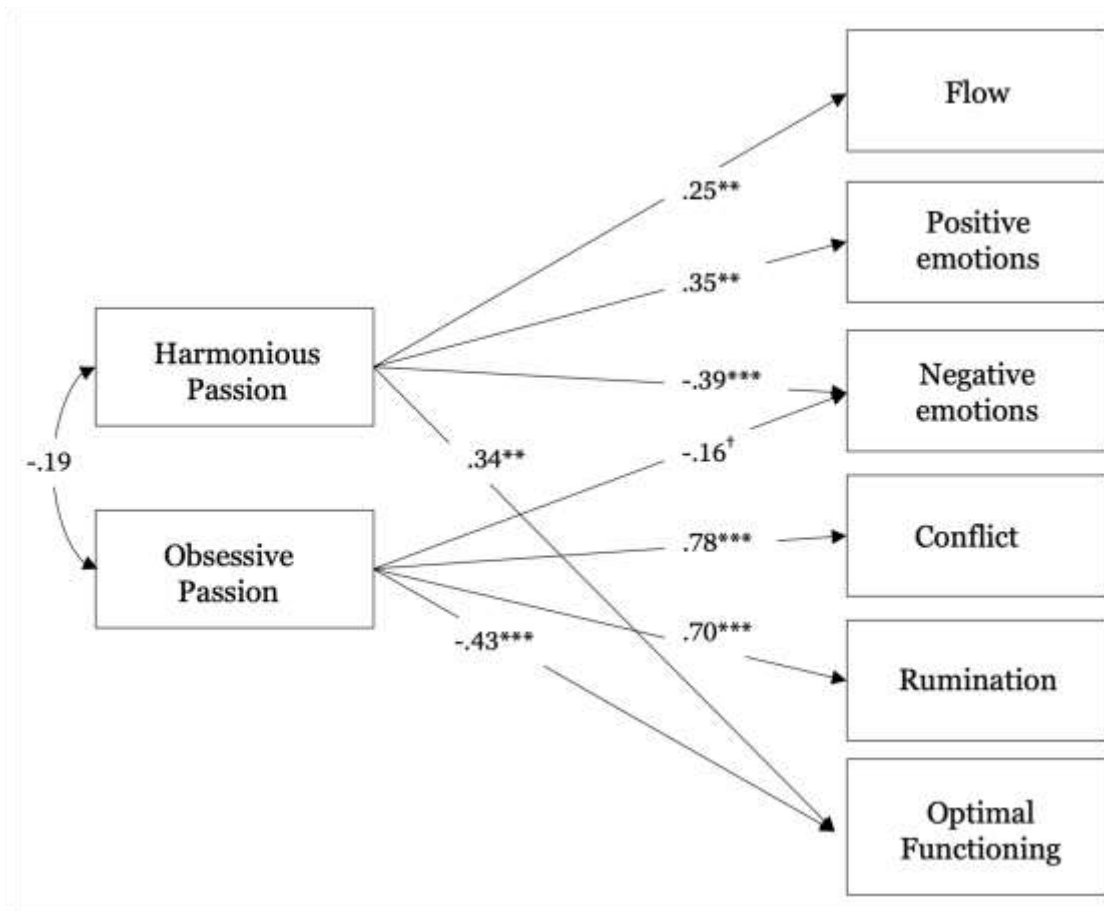 Flow
.25**
Positive
emotions
.35**
Harmonious
Passion
-.39***
Negative
emotions
-.19
.34**
-.16†
Obsessive
Passion
.78***
Conflict
-.43***
.70***
Rumination
Optimal
Functioning